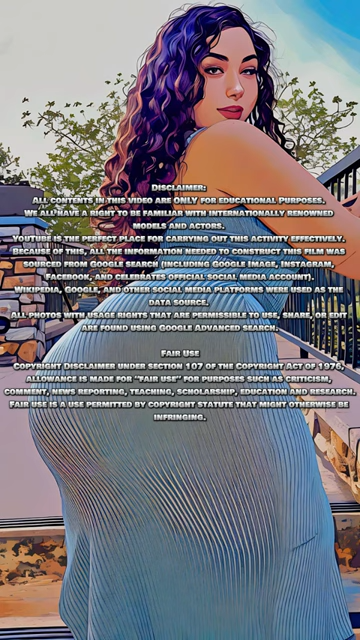 Disclaimer:
All contents in this video are ONLY for educational purposes.
We all have a right to be familiar with internationally renowned
models and actors.
YouTube is the perfect place for carrying out this activity effectively.
Because of this, all the information needed to construct this film was
sourced from Google Search (including Google Image, Instagram,
Facebook, and celebrates official social media account).
Wikipedia, Google, and other social media platforms were the
data source.
All photos with usage rights that are permissible to use, share, or edit
are found using Google Advanced search.
Fair Use
Copyright Disclaimer under section 107 of the Copyright Act of 1976,
allowance is made for "fair use" for purposes such as criticism,
comment, news reporting, teaching, scholarship, education and research.
Fair use is a use permitted by copyright statute that might otherwise be
infringing.